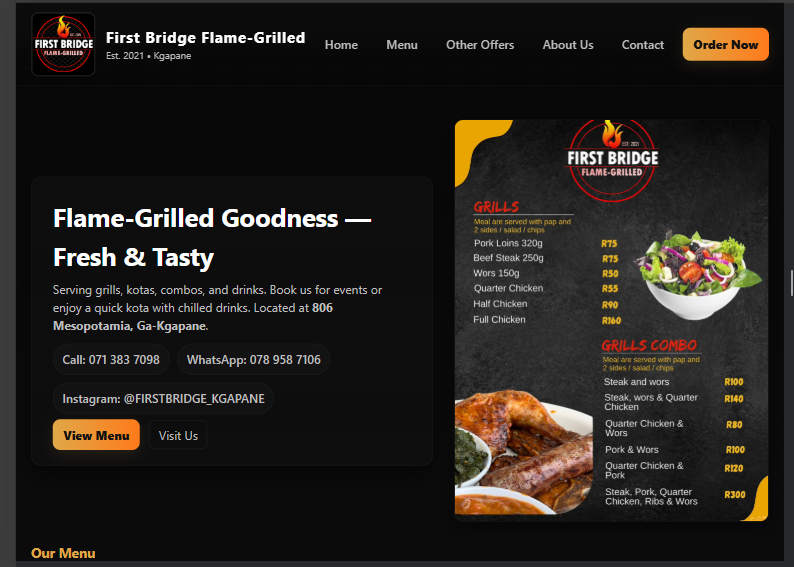 EST. 2021
FIRST BRIDGE
FLAME-GRILLED
First Bridge Flame-Grilled
Est. 2021 • Kgapane
Home
Menu
Other Offers
About Us
Contact
Order Now
Flame-Grilled Goodness —
Fresh & Tasty
Serving grills, kotas, combos, and drinks. Book us for events or
enjoy a quick kota with chilled drinks. Located at 806
Mesopotamia, Ga-Kgapane.
Call: 071 383 7098
WhatsApp: 078 958 7106
Instagram: @FIRSTBRIDGE_KGAPANE
View Menu
Visit Us
EST 2021
FIRST BRIDGE
FLAME-GRILLED
GRILLS
Meal are served with pap and
2 sides / salad / chips
Pork Loins 320g R75
Beef Steak 250g R75
Wors 150g R50
Quarter Chicken R55
Half Chicken R90
Full Chicken R160
GRILLS COMBO
Meal are served with pap and
2 sides / salad / chips
Steak and wors R100
Steak, wors & Quarter R140
Chicken
Quarter Chicken & R80
Wors
Pork & Wors R100
Quarter Chicken & R120
Pork
Steak, Pork, Quarter R300
Chicken, Ribs & Wors
Our Menu